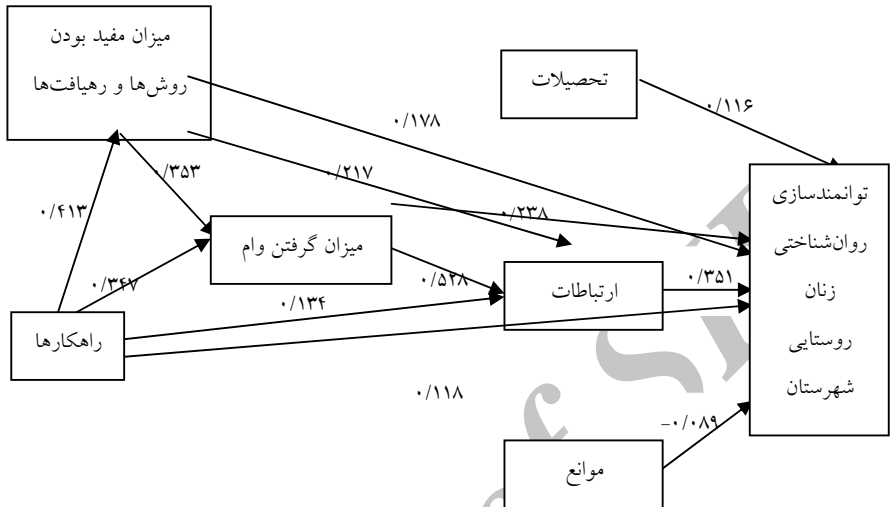 میزان مفید بودن
روش‌ها و رهیافت‌ها
تحصیلات
۰/۱۱۶
۰/۱۷۸
۰/۳۵۳
۰/۲۱۷
۰/۴۱۳
۰/۲۳۸
توانمندسازی
روان‌شناختی
زنان
روستایی
شهرستان
میزان گرفتن وام
۰/۳۴۷
۰/۵۲۸
ارتباطات
۰/۳۵۱
۰/۱۳۴
راهکارها
۰/۱۱۸
-۰/۰۸۹
موانع